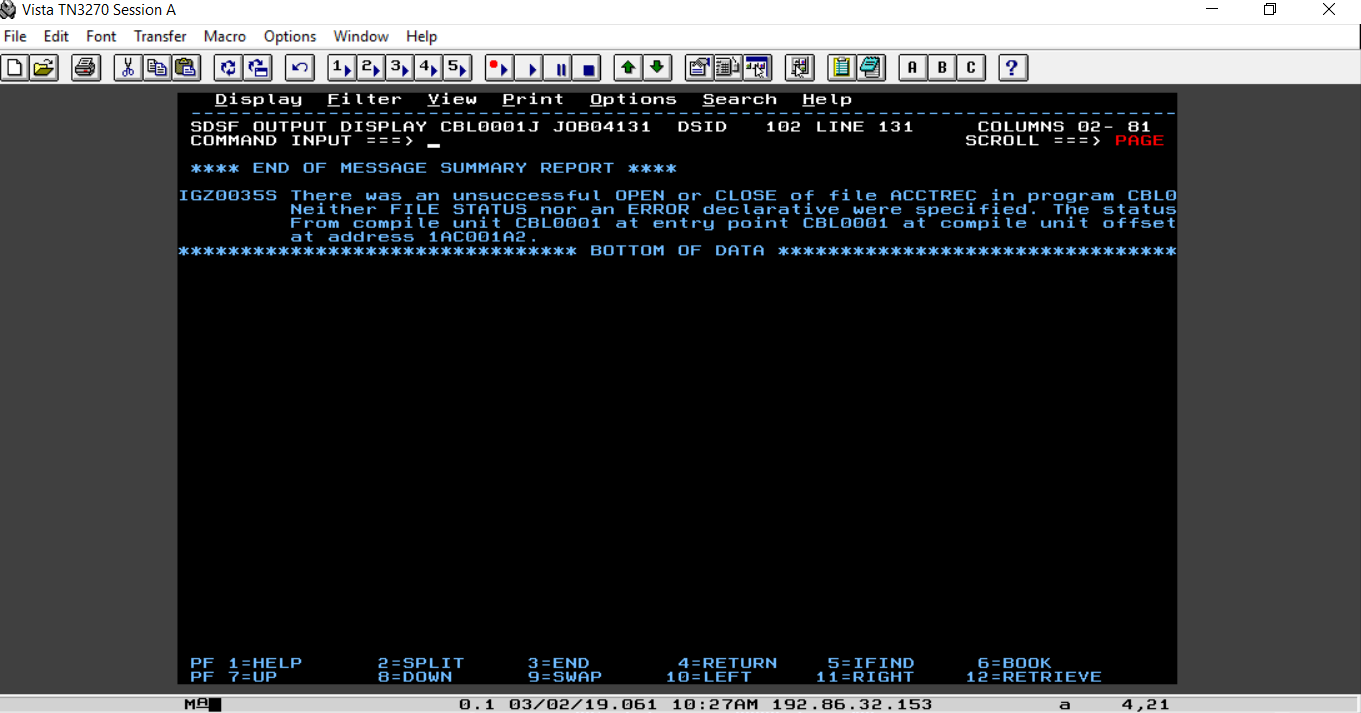 Vista TN3270 Session A
File Edit Font Transfer Macro Options Window Help
1 2 3 4 5 A B C ?
Display Filter View Print Options Search Help
SDSF OUTPUT DISPLAY CBL0001J JOB04131 DSID 102 LINE 131 COLUMNS 02- 81
COMMAND INPUT ===> _ SCROLL ===> PAGE
**** END OF MESSAGE SUMMARY REPORT ****
IGZ0035S There was an unsuccessful OPEN or CLOSE of file ACCTREC in program CBL0
Neither FILE STATUS nor an ERROR declarative were specified. The status
From compile unit CBL0001 at entry point CBL0001 at compile unit offset
at address 1AC001A2.
******************************** BOTTOM OF DATA ********************************
PF 1=HELP 2=SPLIT 3=END 4=RETURN 5=IFIND 6=BOOK
PF 7=UP 8=DOWN 9=SWAP 10=LEFT 11=RIGHT 12=RETRIEVE
MA 0.1 03/02/19.061 10:27AM 192.86.32.153 a 4,21